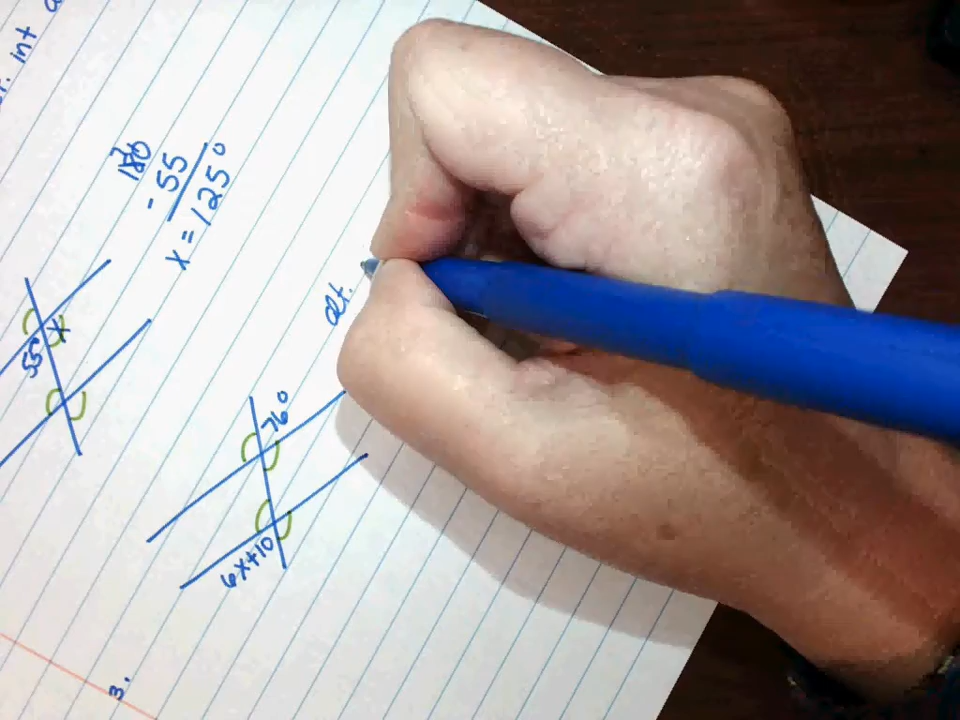 int
180
- 55
x = 125°
55° x
alt.
76°
6x+10
3.